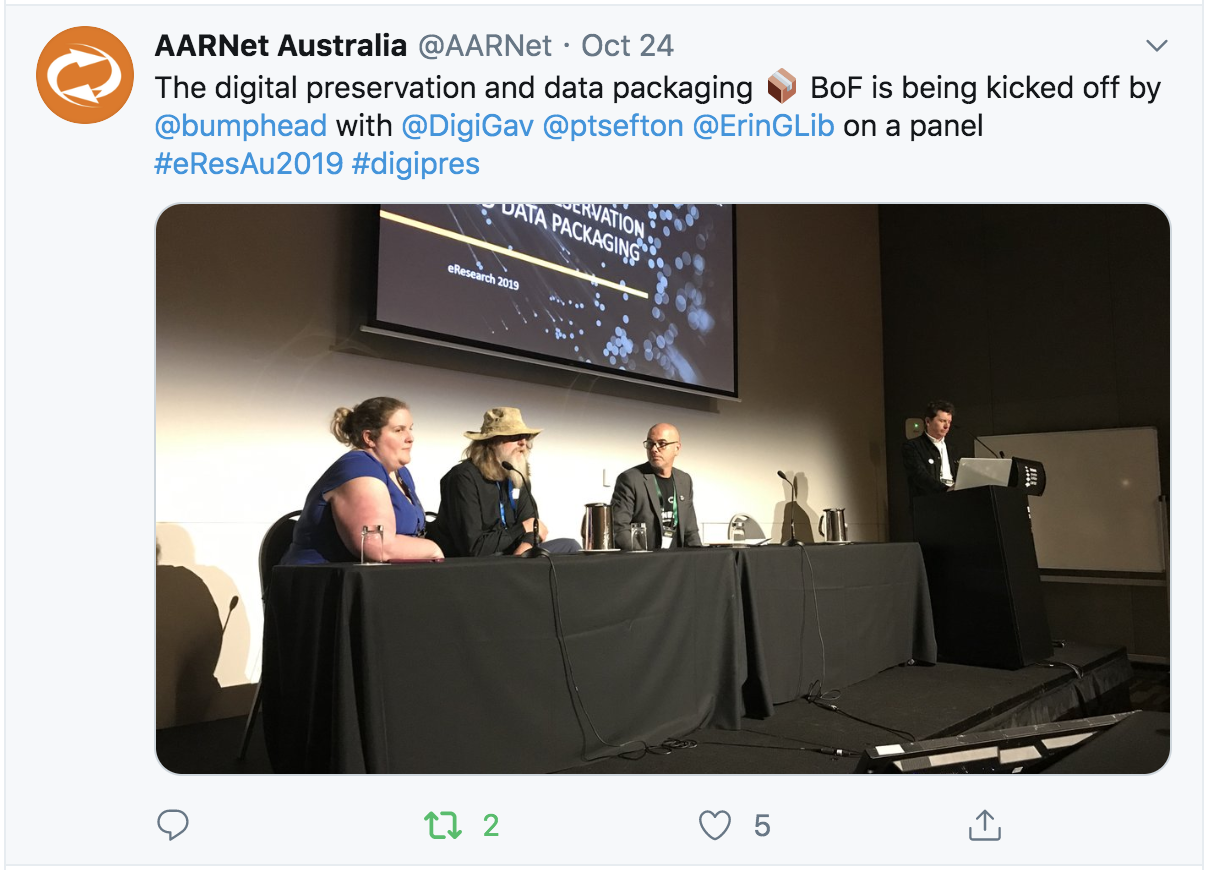 AARNet Australia @AARNet · Oct 24
The digital preservation and data packaging 📦 BoF is being kicked off by
@bumphead with @DigiGav @ptsefton @ErinGLib on a panel
#eResAu2019 #digipres
DATA PACKAGING
eResearch 2019
2
5